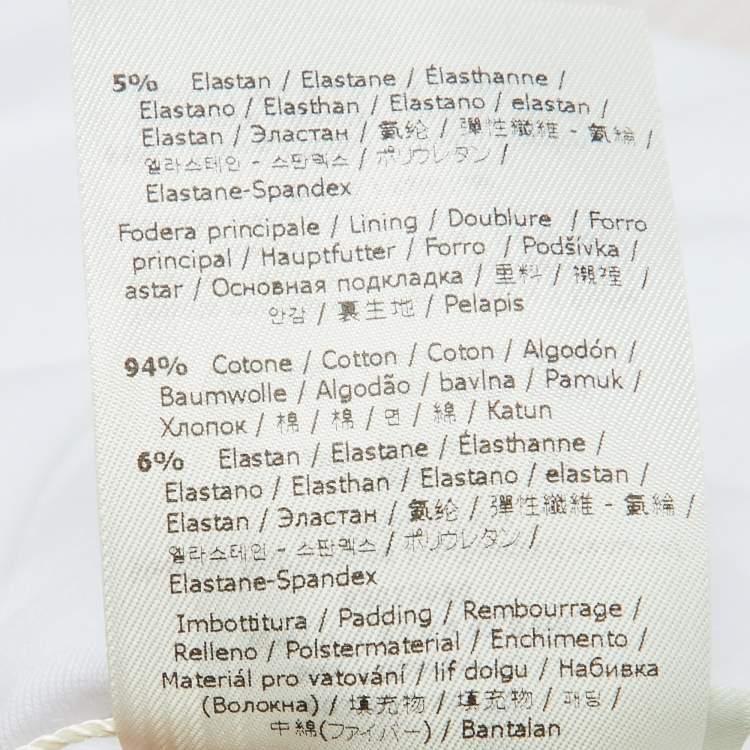 5% Elastan / Elastane / Élasthanne /
Elastano / Elasthan / Elastano / elastan /
Elastan / Эластан / 氨纶 / 彈性纖維 - 氨綸 /
엘라스테인 - 스판덱스 / ポリウレタン /
Elastane-Spandex
Fodera principale / Lining / Doublure / Forro
principal / Hauptfutter / Forro / Podšívka /
astar / Основная подкладка / 里料 / 襯裡 /
안감 / 裏生地 / Pelapis
94% Cotone / Cotton / Coton / Algodón /
Baumwolle / Algodão / bavlna / Pamuk /
Хлопок / 棉 / 棉 / 면 / 綿 / Katun
6% Elastan / Elastane / Élasthanne /
Elastano / Elasthan / Elastano / elastan /
Elastan / Эластан / 氨纶 / 彈性纖維 - 氨綸 /
엘라스테인 - 스판덱스 / ポリウレタン /
Elastane-Spandex
Imbottitura / Padding / Rembourrage /
Relleno / Polstermaterial / Enchimento /
Materiál pro vatování / lif dolgu / Набивка
(Волокна) / 填充物 / 填充物 / 패딩 /
中綿(ファイバー) / Bantalan